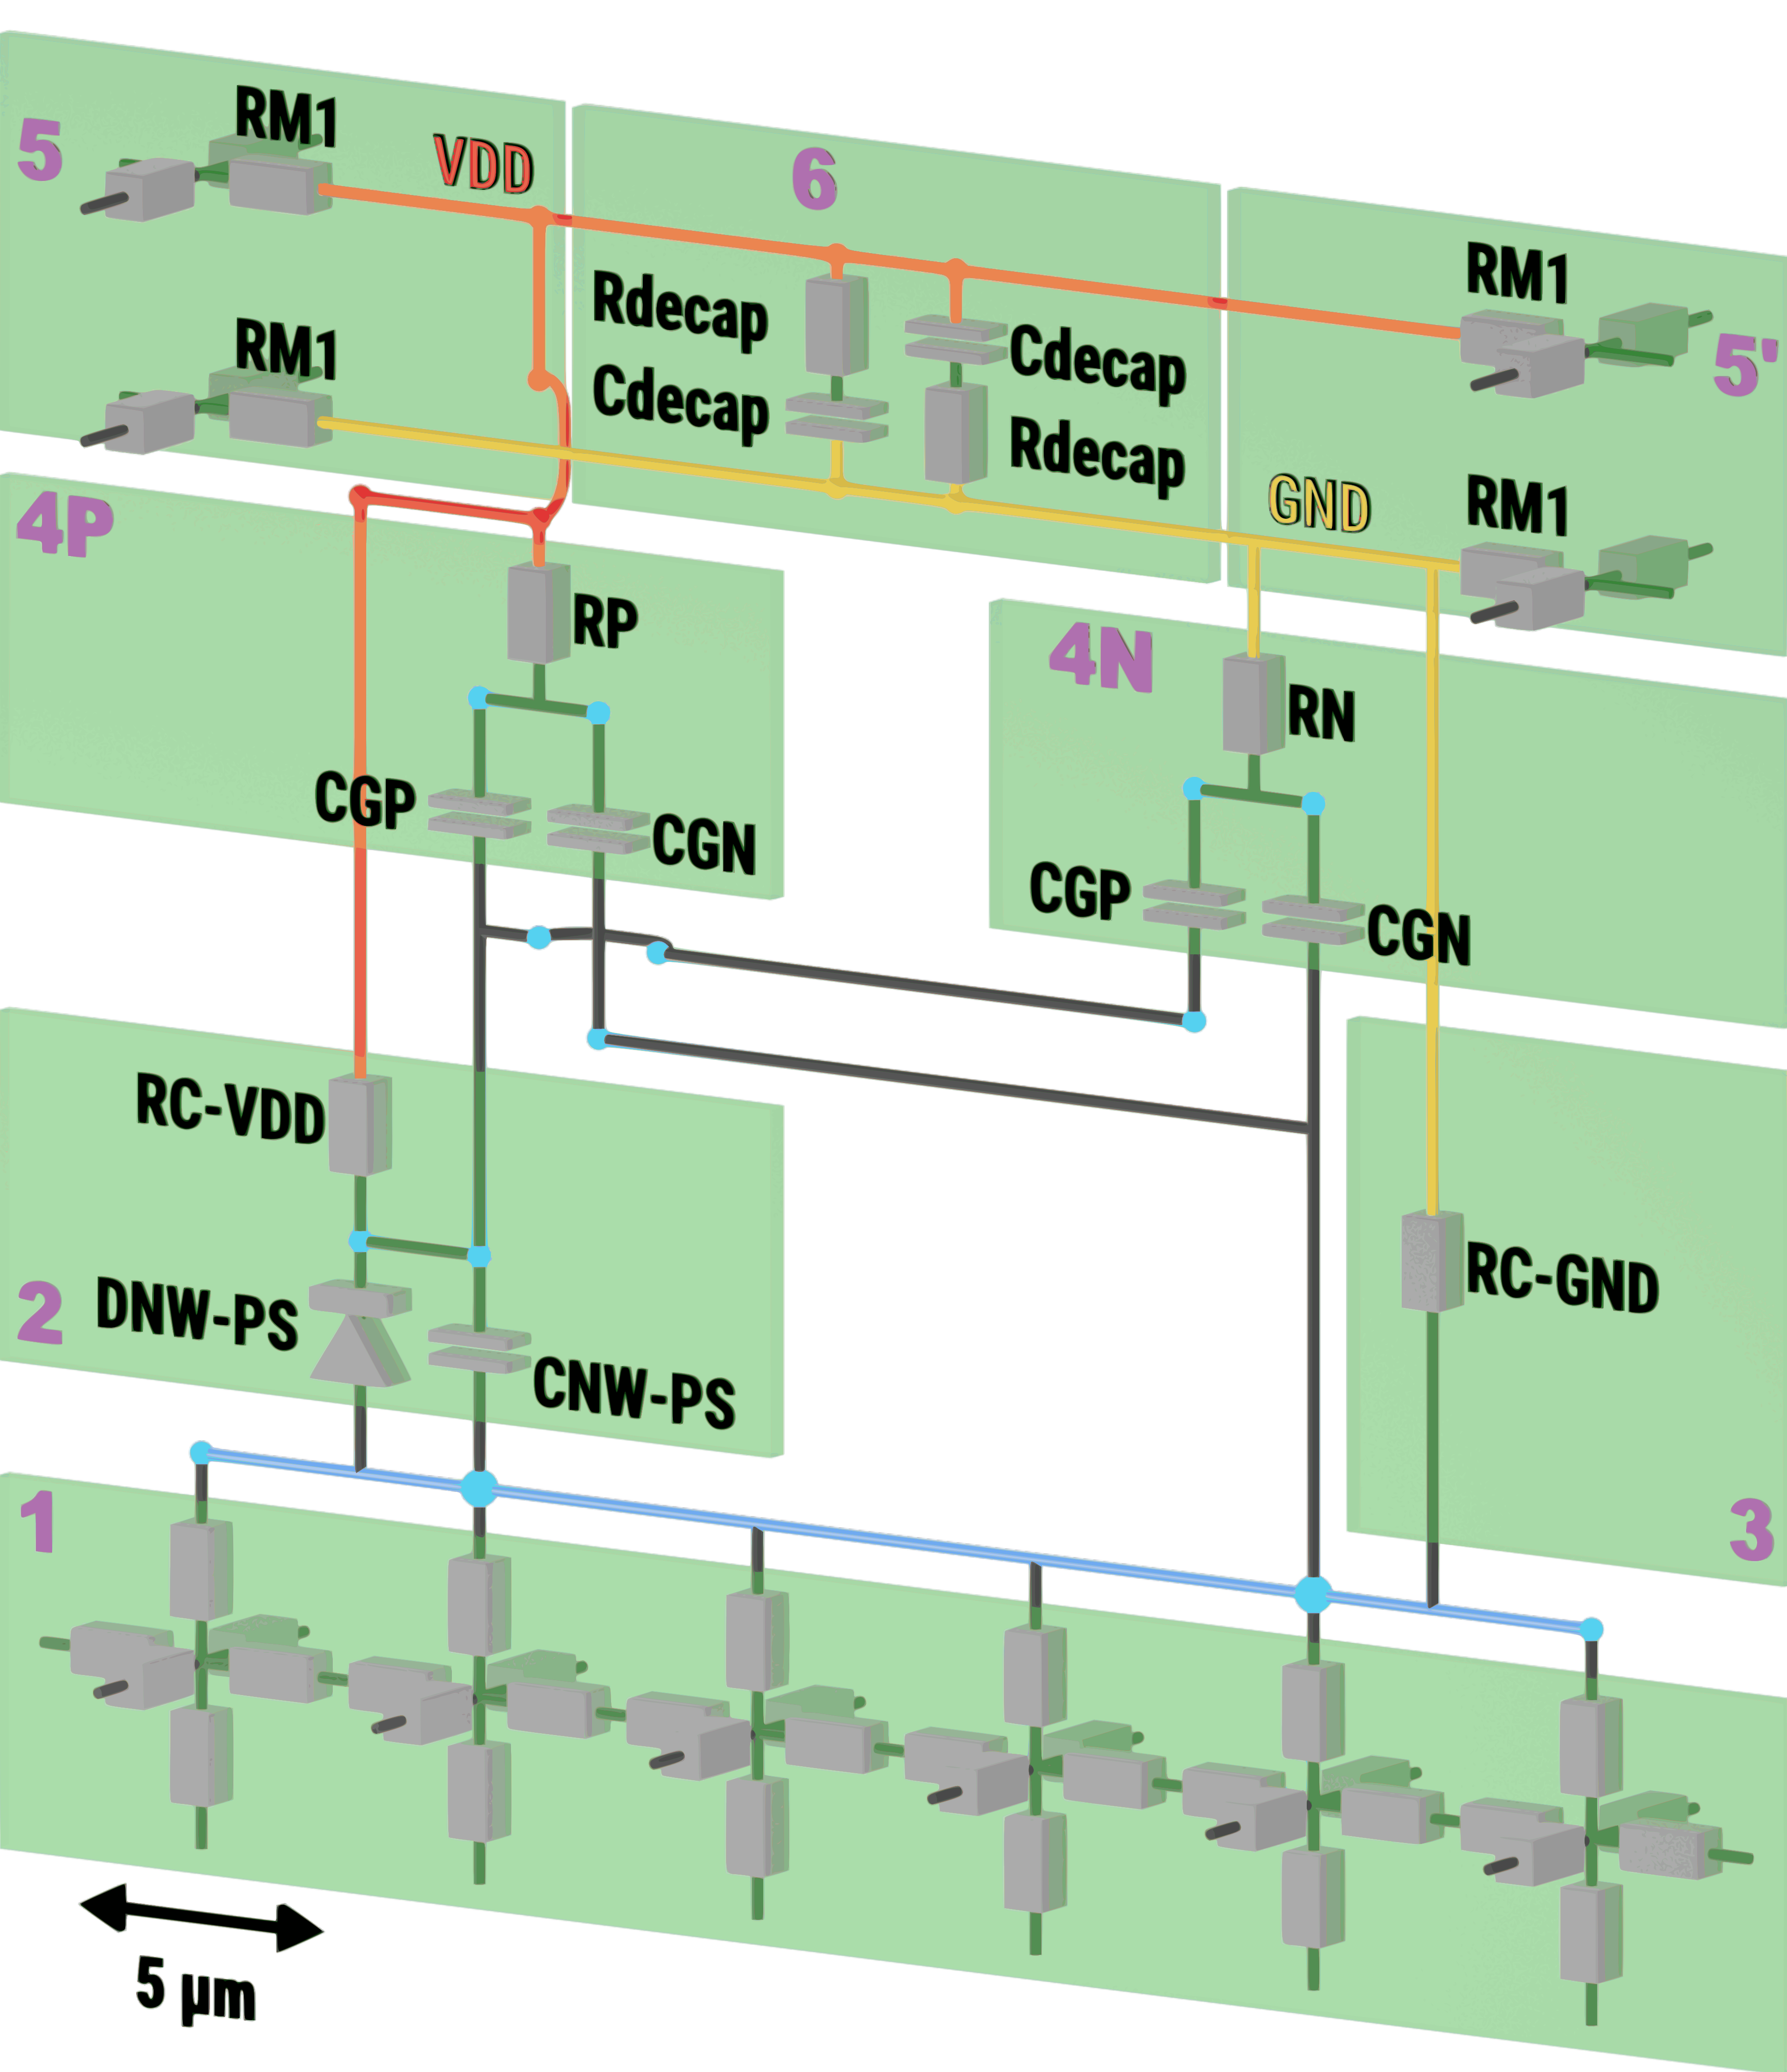 5
RM1
VDD
6
RM1
5'
Rdecap
Cdecap
Cdecap
Rdecap
RM1
GND
RM1
4P
RP
4N
RN
CGP
CGN
CGP
CGN
RC-VDD
RC-GND
2
DNW-PS
CNW-PS
3
1
5 µm